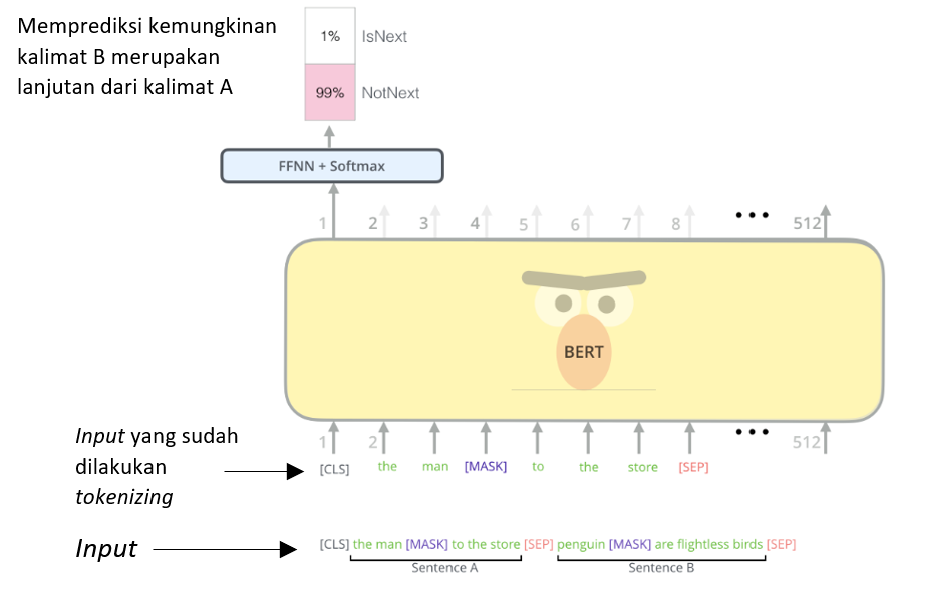 Memprediksi kemungkinan
kalimat B merupakan
lanjutan dari kalimat A
1% IsNext
99% NotNext
FFNN + Softmax
1 2 3 4 5 6 7 8 ••• 512
BERT
Input yang sudah
dilakukan
tokenizing
1 2 ••• 512
[CLS] the man [MASK] to the store [SEP]
Input
[CLS] the man [MASK] to the store [SEP] penguin [MASK] are flightless birds [SEP]
Sentence A Sentence B